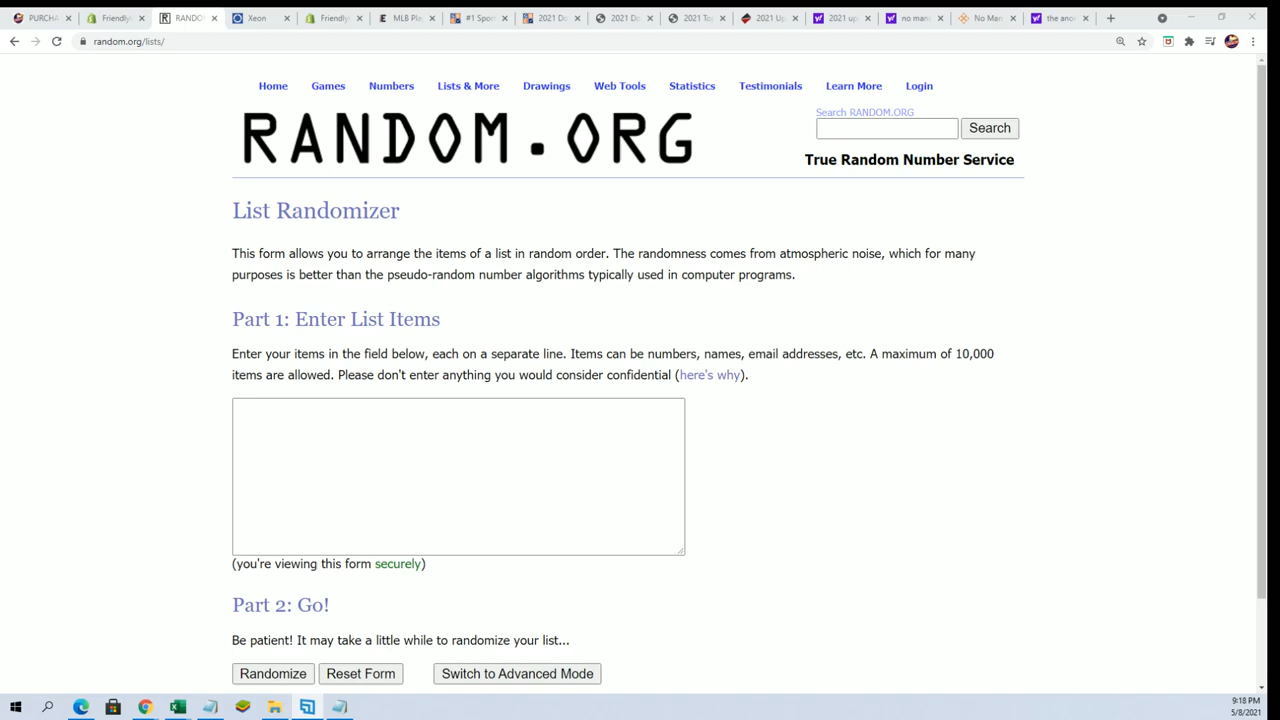 PURCHA
Friendly
RANDO
Xeon
Friendly
MLB Pla
#1 Spor
2021 Do
2021 Do
2021 To
2021 Up
2021 up
no man
No Man
the ano
random.org/lists/
Home Games Numbers Lists & More Drawings Web Tools Statistics Testimonials Learn More Login
RANDOM.ORG
Search RANDOM.ORG
Search
True Random Number Service
List Randomizer
This form allows you to arrange the items of a list in random order. The randomness comes from atmospheric noise, which for many
purposes is better than the pseudo-random number algorithms typically used in computer programs.
Part 1: Enter List Items
Enter your items in the field below, each on a separate line. Items can be numbers, names, email addresses, etc. A maximum of 10,000
items are allowed. Please don't enter anything you would consider confidential (here's why).
(you're viewing this form securely)
Part 2: Go!
Be patient! It may take a little while to randomize your list...
Randomize Reset Form Switch to Advanced Mode
9:18 PM
5/8/2021